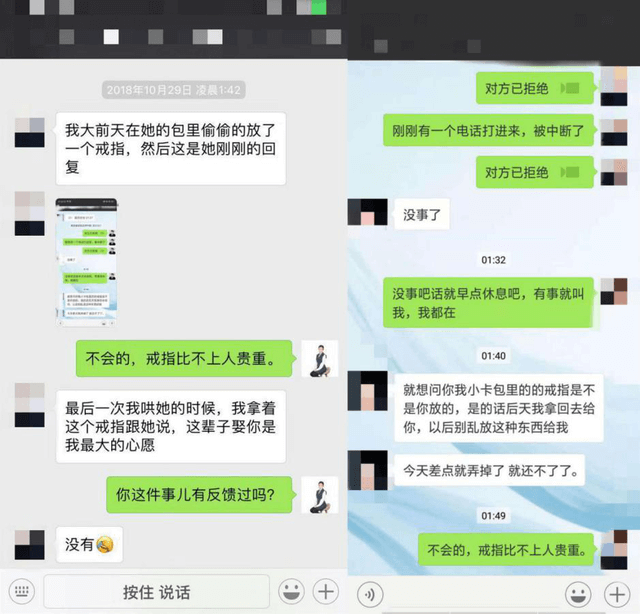 2018年10月29日 凌晨1:42
我大前天在她的包里偷偷的放了
一个戒指，然后这是她刚刚的回
复
不会的，戒指比不上人贵重。
最后一次我哄她的时候，我拿着
这个戒指跟她说，这辈子娶你是
我最大的心愿
你这件事儿有反馈过吗？
没有
按住 说话
对方已拒绝
刚刚有一个电话打进来，被中断了
对方已拒绝
没事了
01:32
没事吧话就早点休息吧，有事就叫
我，我都在
01:40
就想问你我小卡包里的的戒指是不
是你放的，是的话后天我拿回去给
你，以后别乱放这种东西给我
今天差点就弄掉了 就还不了了。
01:49
不会的，戒指比不上人贵重。